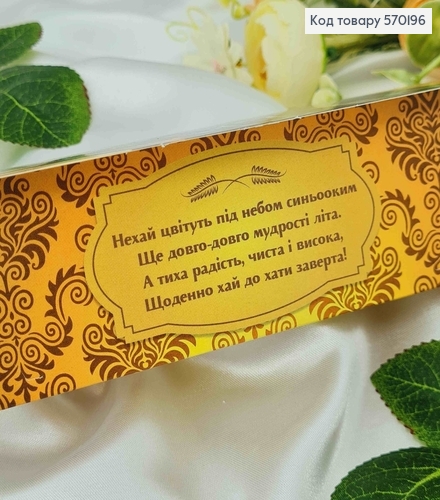 Код товару 570196
Нехай цвітуть під небом синьооким
Ще довго-довго мудрості літа.
А тиха радість, чиста і висока,
Щоденно хай до хати заверта!